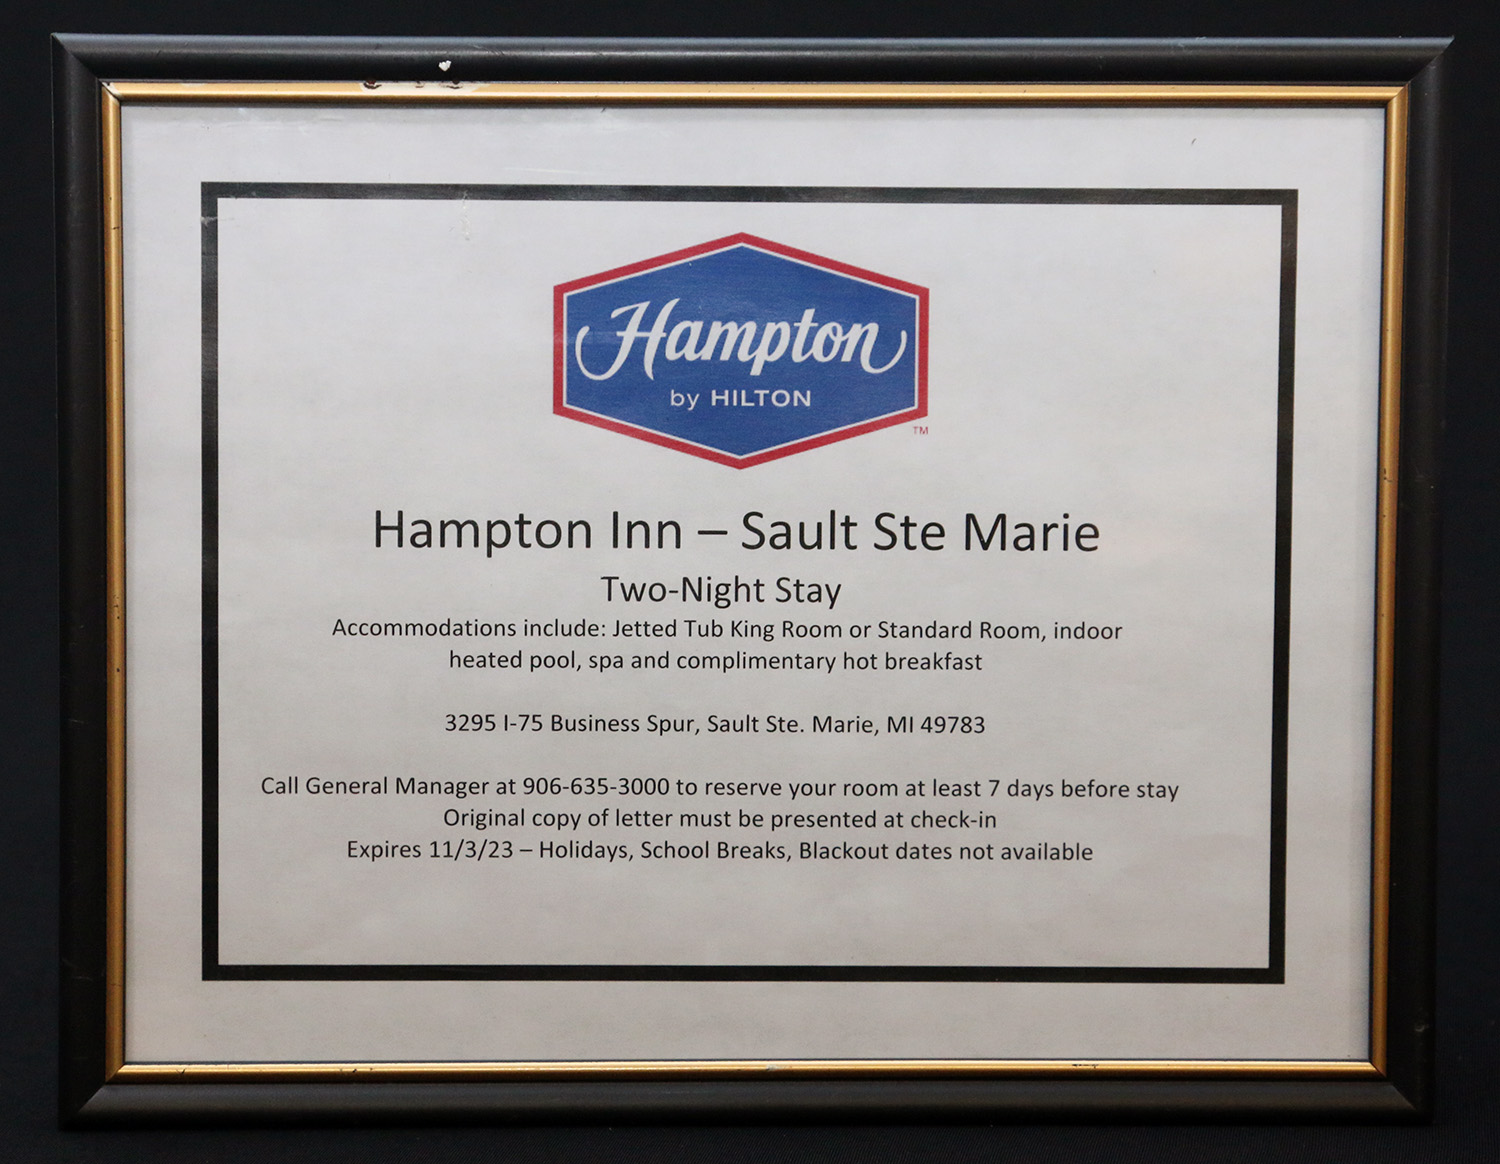 Hampton
by HILTON
TM
Hampton Inn – Sault Ste Marie
Two-Night Stay
Accommodations include: Jetted Tub King Room or Standard Room, indoor
heated pool, spa and complimentary hot breakfast
3295 I-75 Business Spur, Sault Ste. Marie, MI 49783
Call General Manager at 906-635-3000 to reserve your room at least 7 days before stay
Original copy of letter must be presented at check-in
Expires 11/3/23 – Holidays, School Breaks, Blackout dates not available